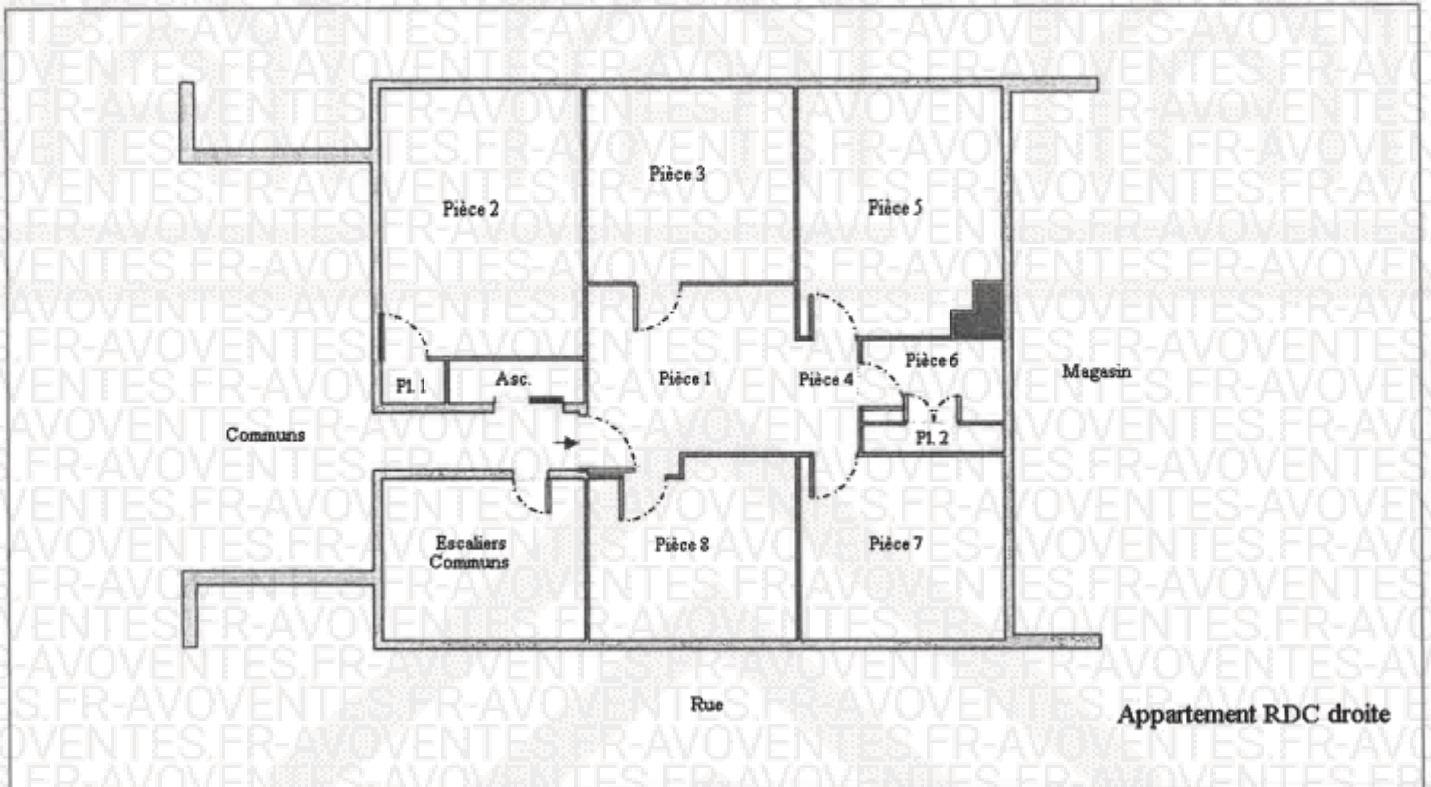 Pièce 3
Pièce 2
Pièce 5
Pièce 6
Magasin
Pl. 1
Asc.
Pièce 1
Pièce 4
Communs
Pl. 2
Escaliers
Communs
Pièce 8
Pièce 7
Rue
Appartement RDC droite